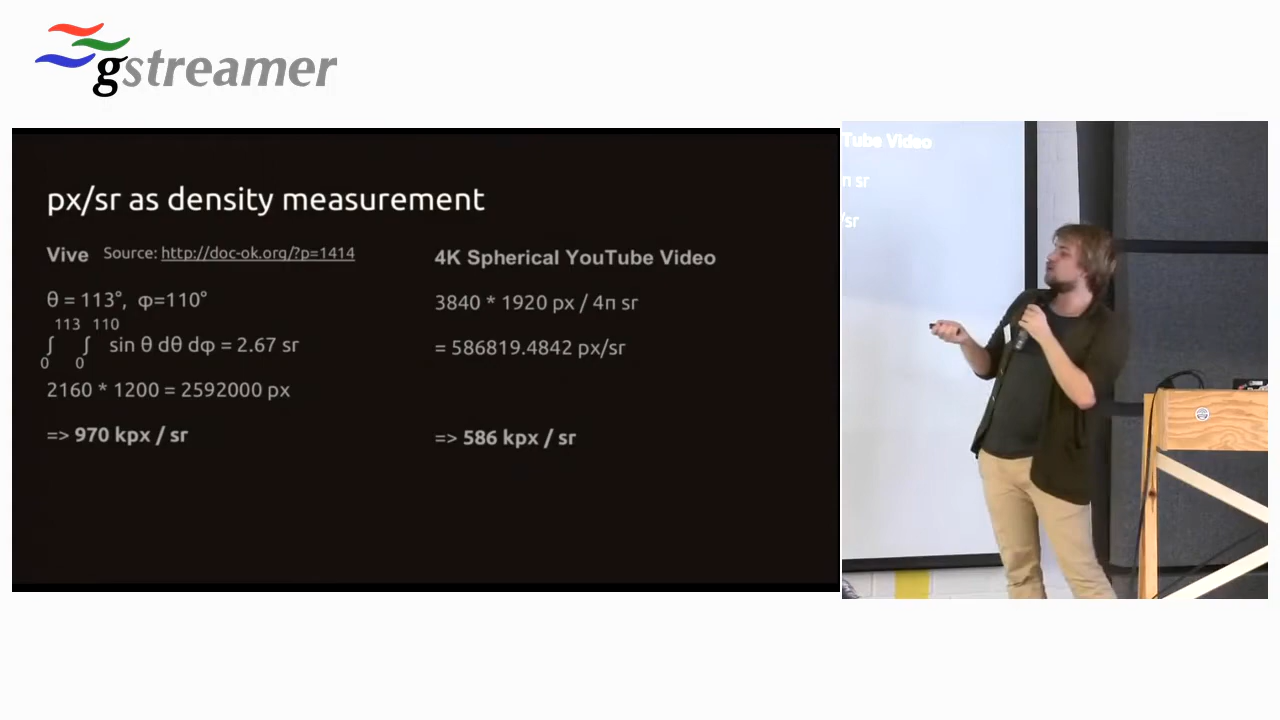 gstreamer
px/sr as density measurement
Vive Source: http://doc-ok.org/?p=1414
θ = 113°, φ=110°
113 110
∫ ∫ sin θ dθ dφ = 2.67 sr
0 0
2160 * 1200 = 2592000 px
=> 970 kpx / sr
4K Spherical YouTube Video
3840 * 1920 px / 4π sr
= 586819.4842 px/sr
=> 586 kpx / sr
Tube Video
π sr
/sr